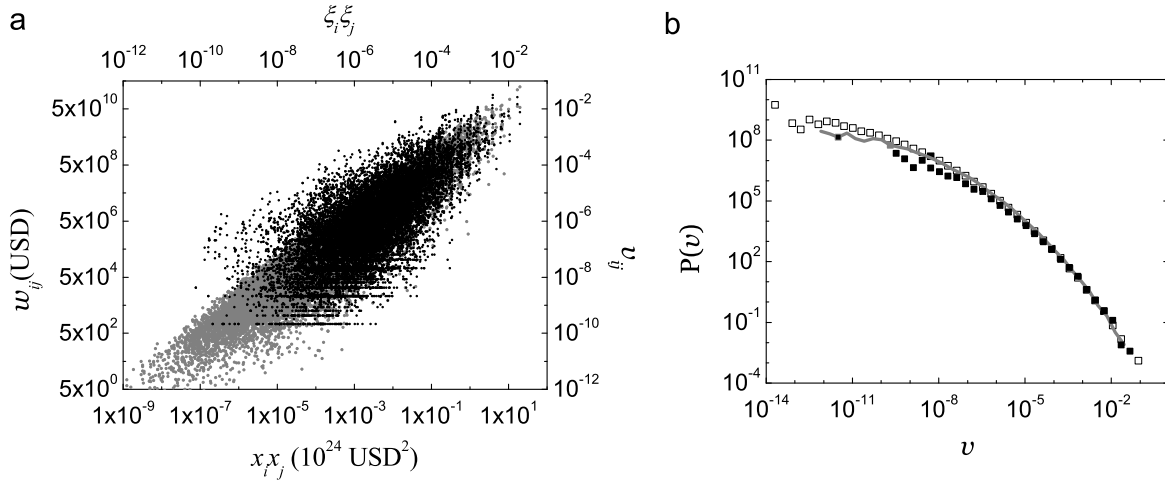 a
ξᵢξⱼ
10⁻¹² 10⁻¹⁰ 10⁻⁸ 10⁻⁶ 10⁻⁴ 10⁻²
5x10¹⁰
5x10⁸
5x10⁶
5x10⁴
5x10²
5x10⁰
wᵢⱼ(USD)
10⁻²
10⁻⁴
10⁻⁶
10⁻⁸
10⁻¹⁰
10⁻¹²
υᵢⱼ
1x10⁻⁹ 1x10⁻⁷ 1x10⁻⁵ 1x10⁻³ 1x10⁻¹ 1x10¹
xᵢxⱼ (10²⁴ USD²)
b
10¹¹
10⁸
10⁵
10²
10⁻¹
10⁻⁴
P(υ)
10⁻¹⁴ 10⁻¹¹ 10⁻⁸ 10⁻⁵ 10⁻²
υ